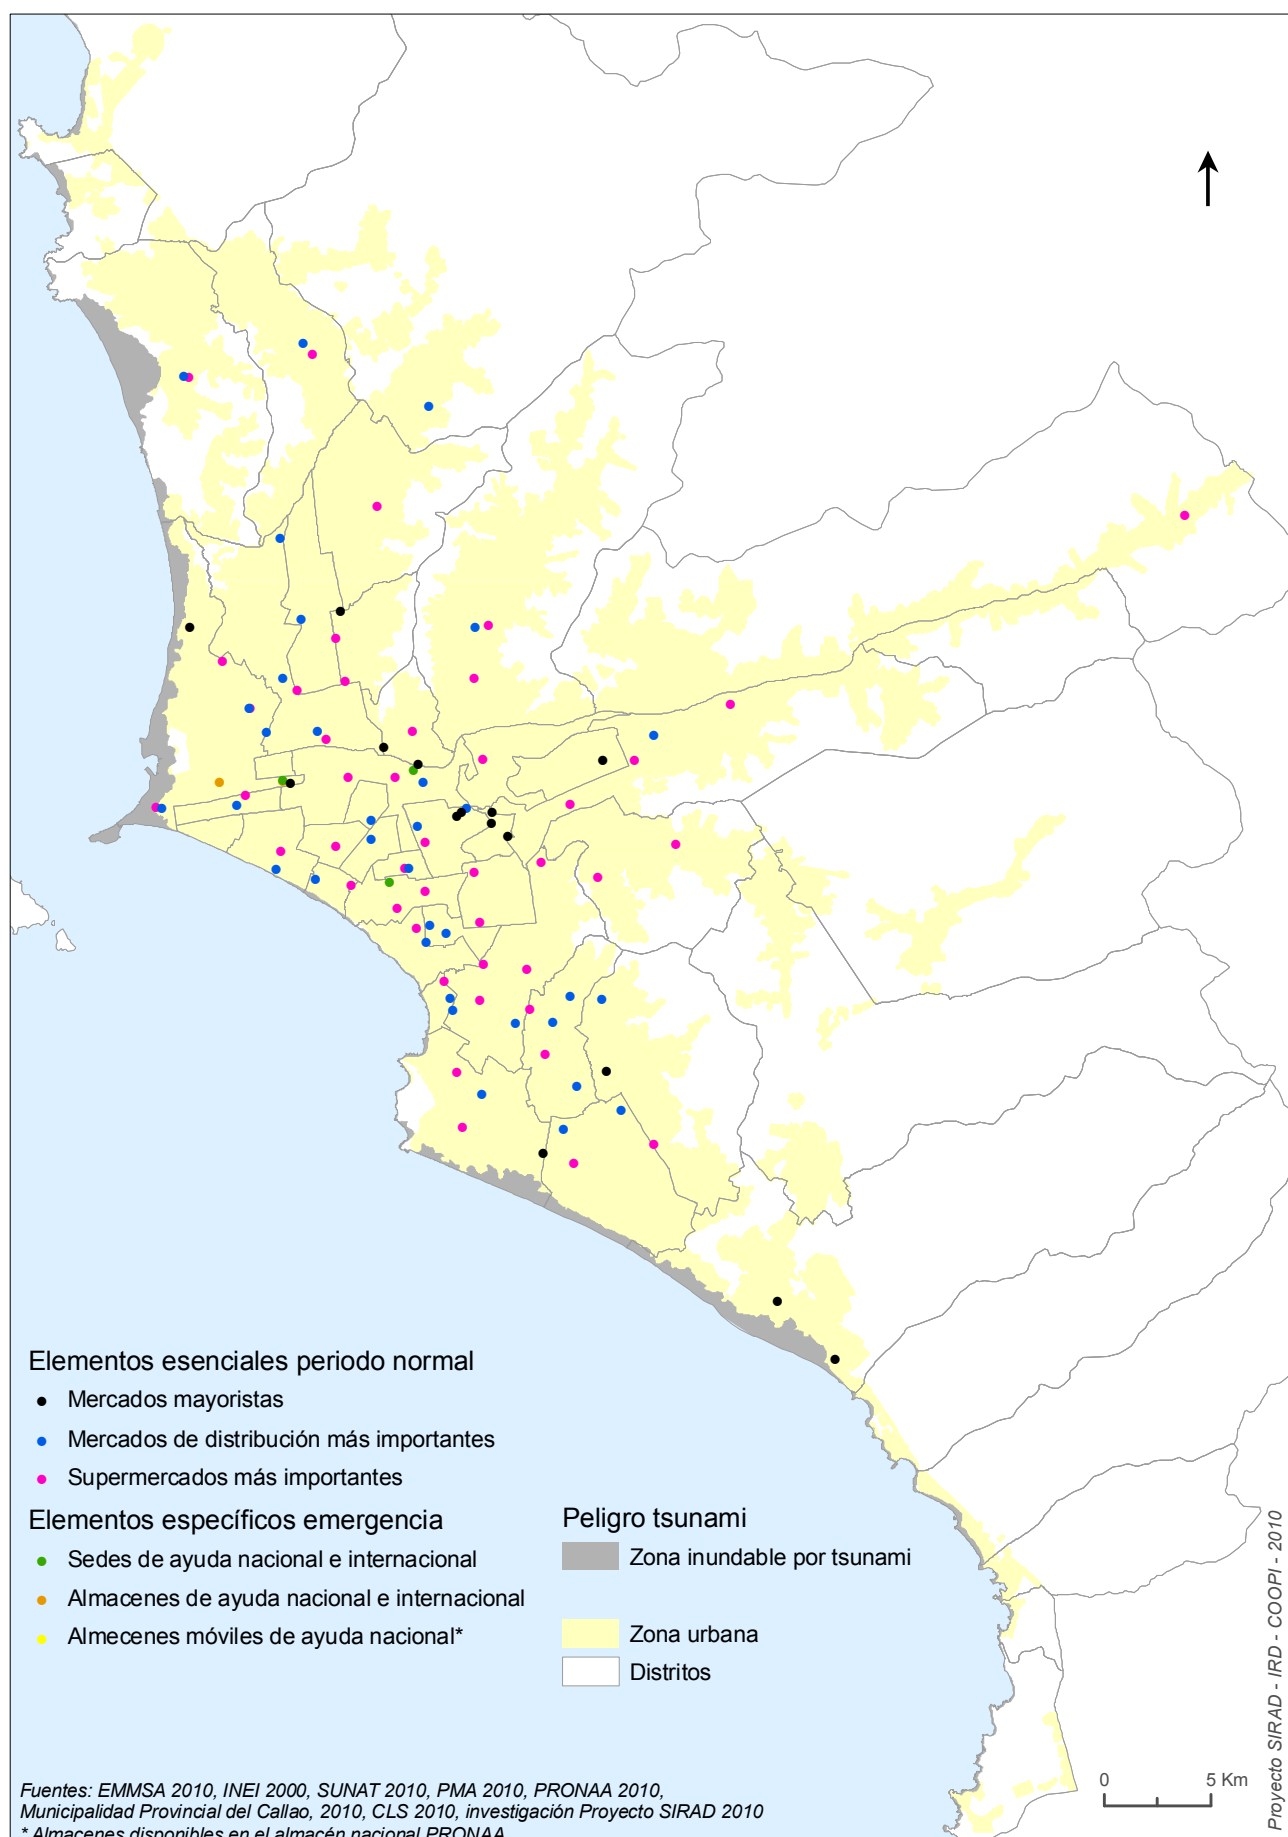 Elementos esenciales periodo normal
Mercados mayoristas
Mercados de distribución más importantes
Supermercados más importantes
Elementos específicos emergencia
Sedes de ayuda nacional e internacional
Almacenes de ayuda nacional e internacional
Almecenes móviles de ayuda nacional*
Peligro tsunami
Zona inundable por tsunami
Zona urbana
Distritos
0 5 Km
Fuentes: EMMSA 2010, INEI 2000, SUNAT 2010, PMA 2010, PRONAA 2010,
Municipalidad Provincial del Callao, 2010, CLS 2010, investigación Proyecto SIRAD 2010
* Almacenes disponibles en el almacén nacional PRONAA
Proyecto SIRAD - IRD - COOPI - 2010